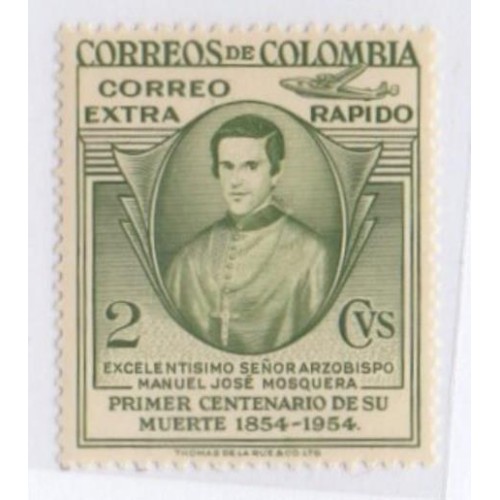 CORREOS DE COLOMBIA
CORREO
EXTRA RAPIDO
2 CVS
EXCELENTISIMO SEÑOR ARZOBISPO
MANUEL JOSÉ MOSQUERA
PRIMER CENTENARIO DE SU
MUERTE 1854-1954.
THOMAS DE LA RUE & CO. LTD.